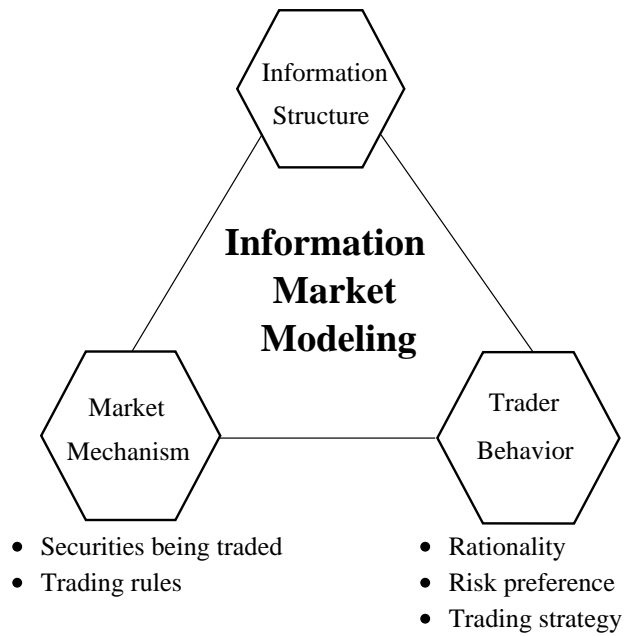 Information
Structure
Information
Market
Modeling
Market
Mechanism
Trader
Behavior
• Securities being traded
• Trading rules
• Rationality
• Risk preference
• Trading strategy